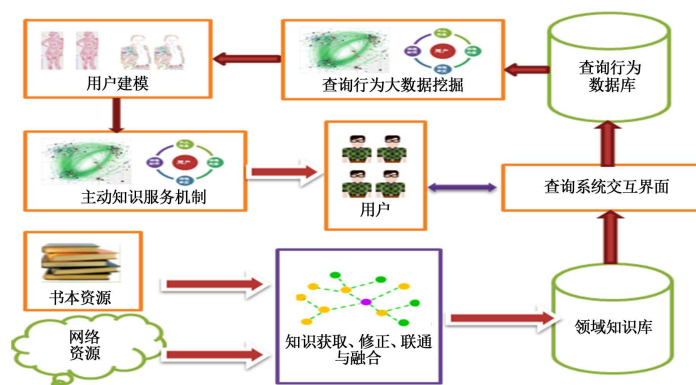 用户建模
查询行为大数据挖掘
查询行为
数据库
主动知识服务机制
用户
查询系统交互界面
书本资源
网络
资源
知识获取、修正、联通
与融合
领域知识库